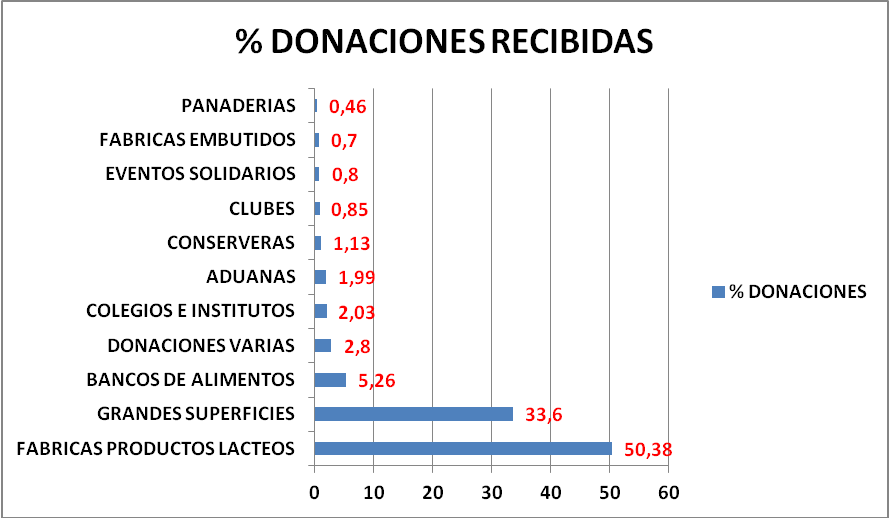 % DONACIONES RECIBIDAS
PANADERIAS 0,46
FABRICAS EMBUTIDOS 0,7
EVENTOS SOLIDARIOS 0,8
CLUBES 0,85
CONSERVERAS 1,13
ADUANAS 1,99
COLEGIOS E INSTITUTOS 2,03
DONACIONES VARIAS 2,8
BANCOS DE ALIMENTOS 5,26
GRANDES SUPERFICIES 33,6
FABRICAS PRODUCTOS LACTEOS 50,38
0 10 20 30 40 50 60
% DONACIONES